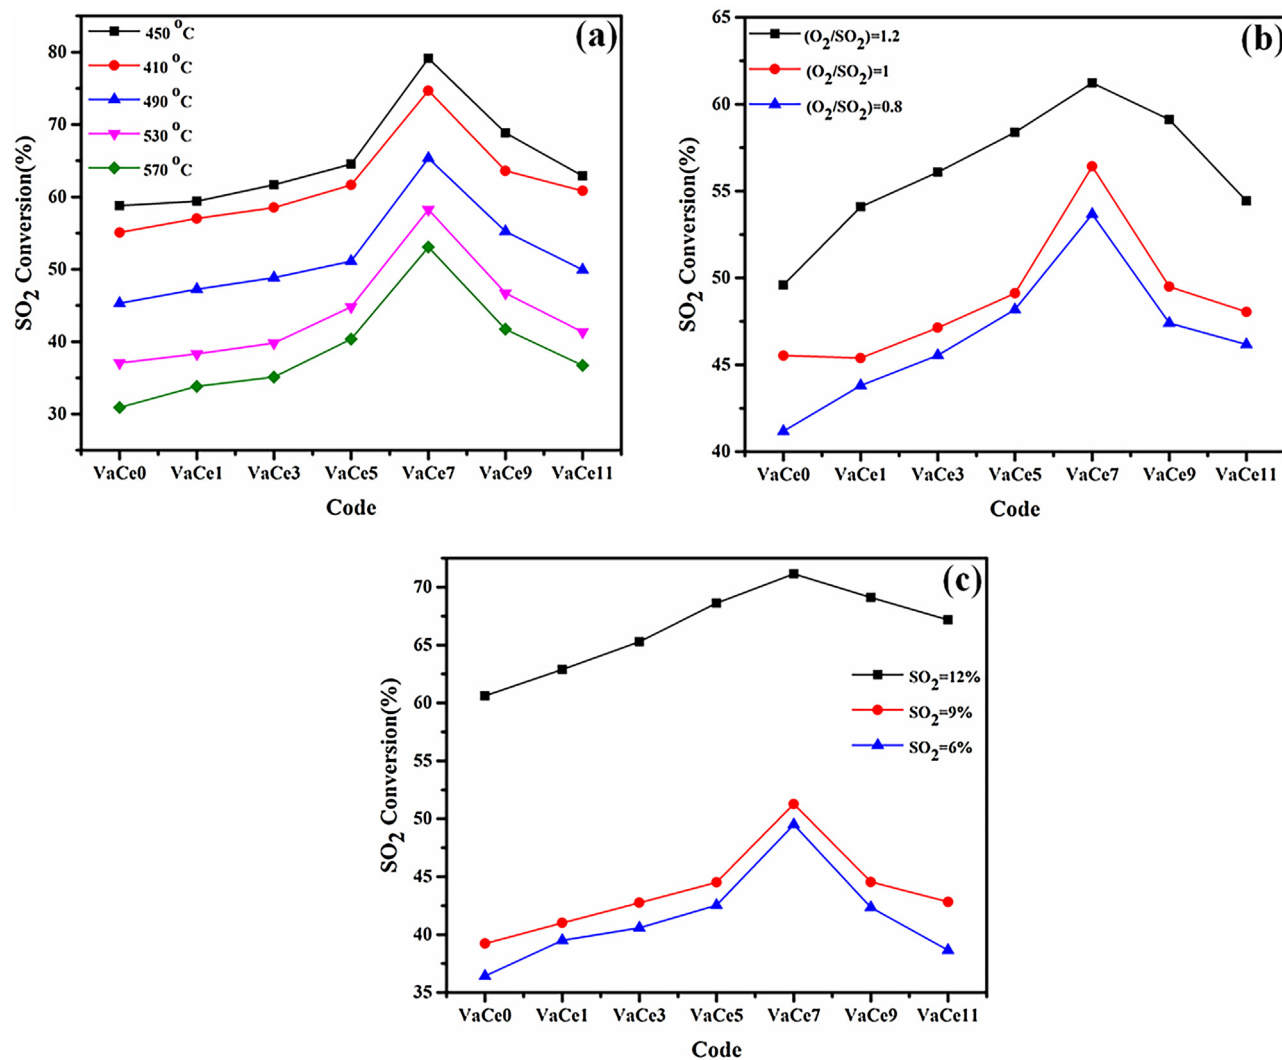 (a)
450 °C
410 °C
490 °C
530 °C
570 °C
80
70
60
50
40
30
SO₂ Conversion(%)
VaCe0 VaCe1 VaCe3 VaCe5 VaCe7 VaCe9 VaCe11
Code
(b)
(O₂/SO₂)=1.2
(O₂/SO₂)=1
(O₂/SO₂)=0.8
65
60
55
50
45
40
SO₂ Conversion(%)
VaCe0 VaCe1 VaCe3 VaCe5 VaCe7 VaCe9 VaCe11
Code
(c)
70
65
60
55
50
45
40
35
SO₂ Conversion(%)
SO₂=12%
SO₂=9%
SO₂=6%
VaCe0 VaCe1 VaCe3 VaCe5 VaCe7 VaCe9 VaCe11
Code